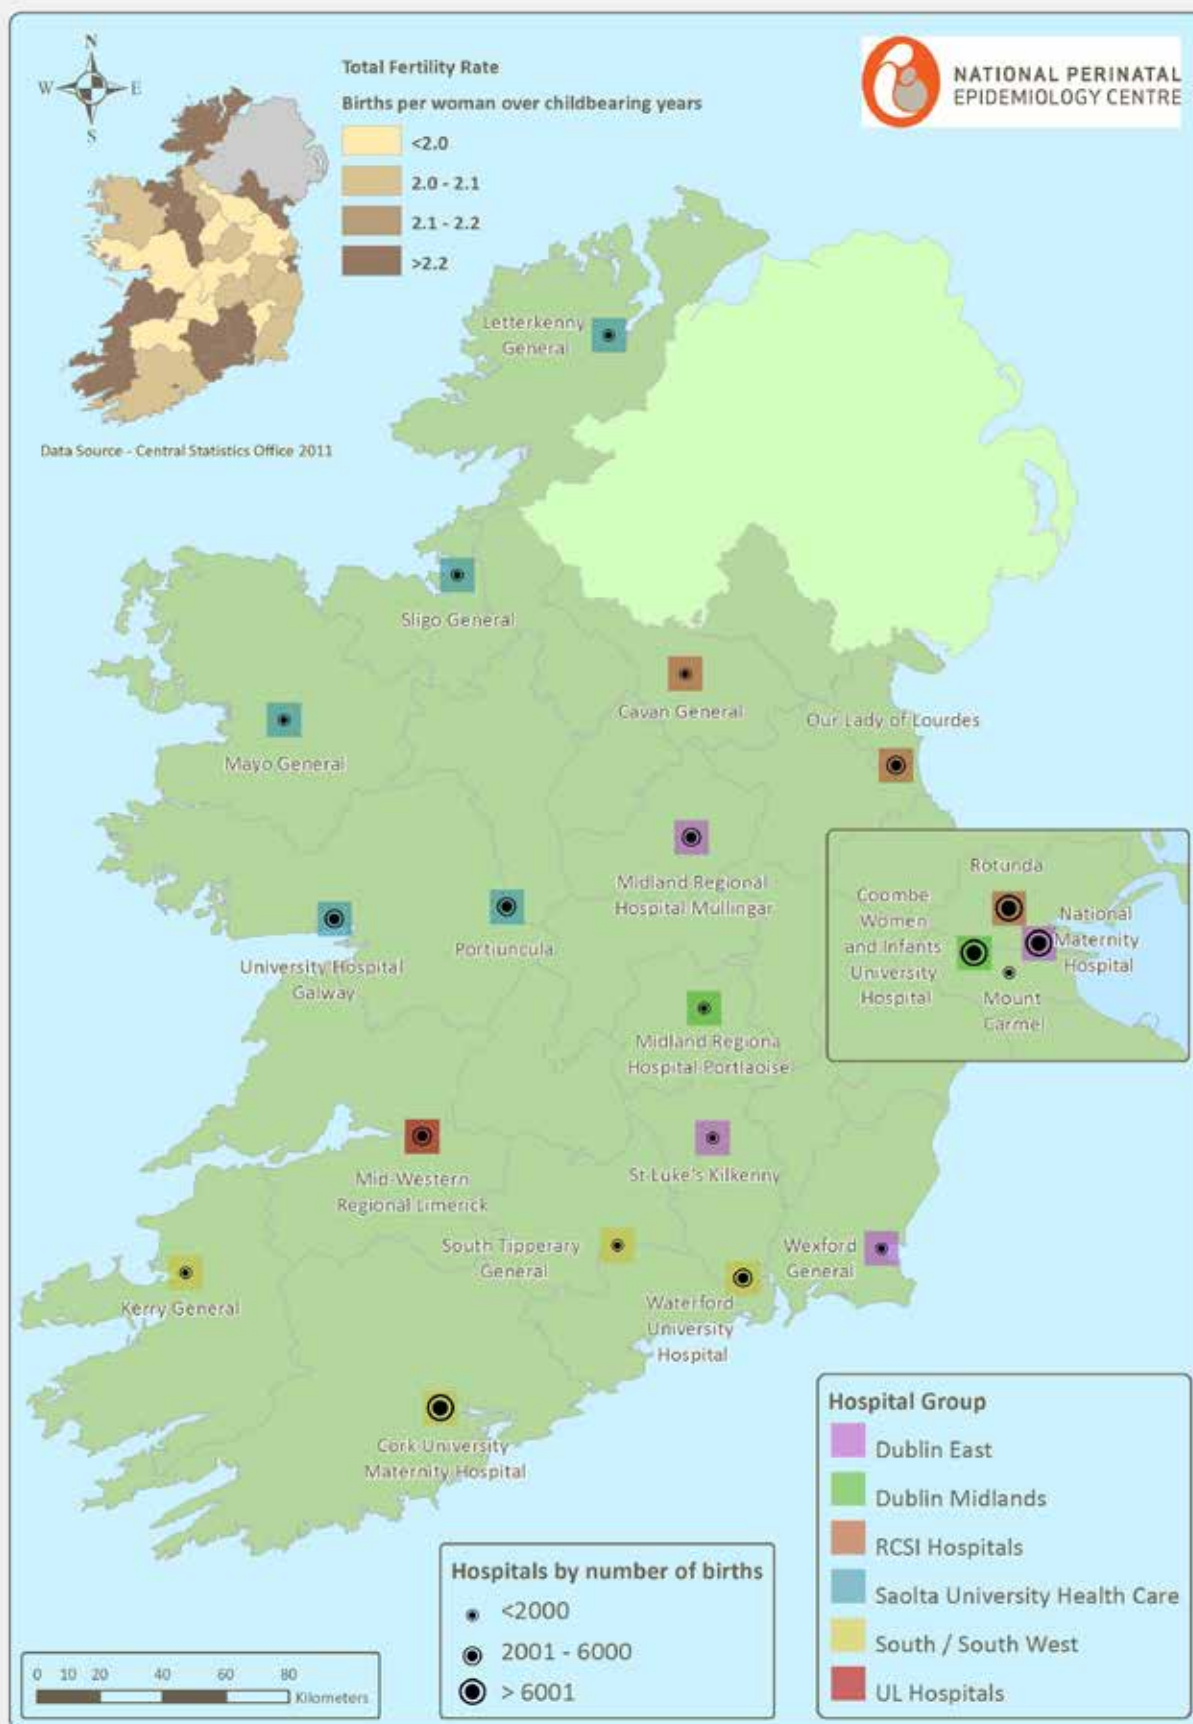 N
W E
S
Total Fertility Rate
Births per woman over childbearing years
<2.0
2.0 - 2.1
2.1 - 2.2
>2.2
NATIONAL PERINATAL
EPIDEMIOLOGY CENTRE
Data Source - Central Statistics Office 2011
Letterkenny
General
Sligo General
Cavan General
Our Lady of Lourdes
Mayo General
Midland Regional
Hospital Mullingar
Rotunda
Coombe
Women
and Infants
University
Hospital
National
Maternity
Hospital
Mount
Carmel
University Hospital
Galway
Portiuncula
Midland Regiona
Hospital Portlaoise
Mid-Western
Regional Limerick
St Luke's Kilkenny
South Tipperary
General
Wexford
General
Kerry General
Waterford
University
Hospital
Cork University
Maternity Hospital
Hospital Group
Dublin East
Dublin Midlands
RCSI Hospitals
Saolta University Health Care
South / South West
UL Hospitals
Hospitals by number of births
<2000
2001 - 6000
> 6001
0 10 20 40 60 80
Kilometers